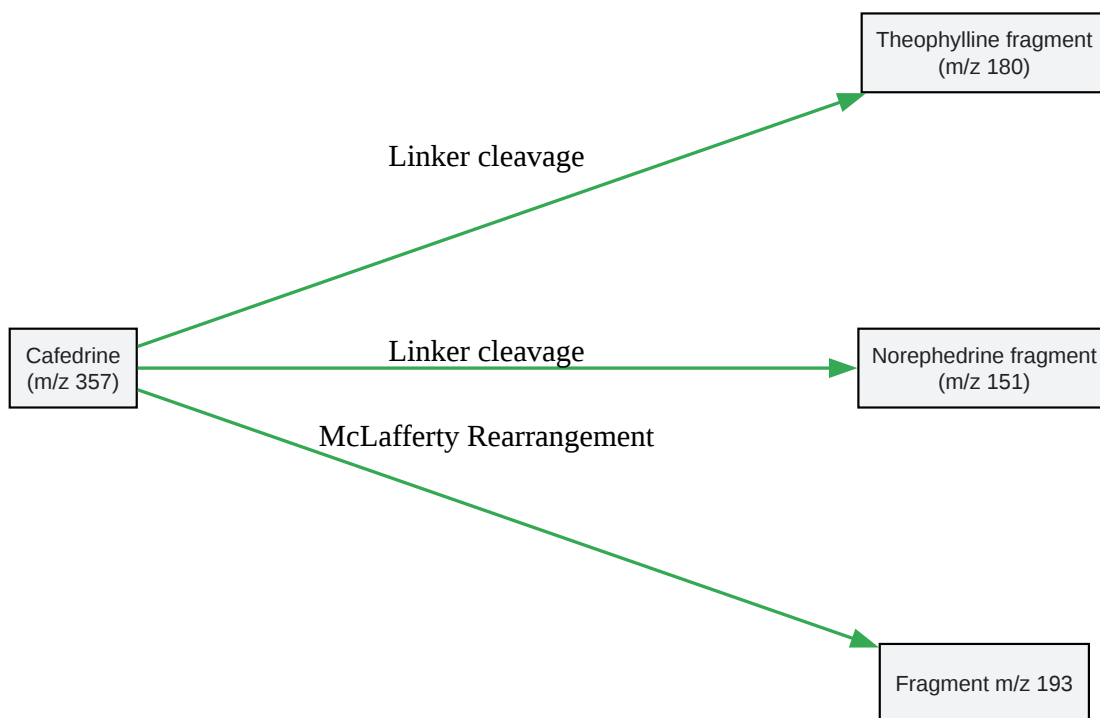 Theophylline fragment
(m/z 180)
Linker cleavage
Cafedrine
(m/z 357)
Linker cleavage
Norephedrine fragment
(m/z 151)
McLafferty Rearrangement
Fragment m/z 193